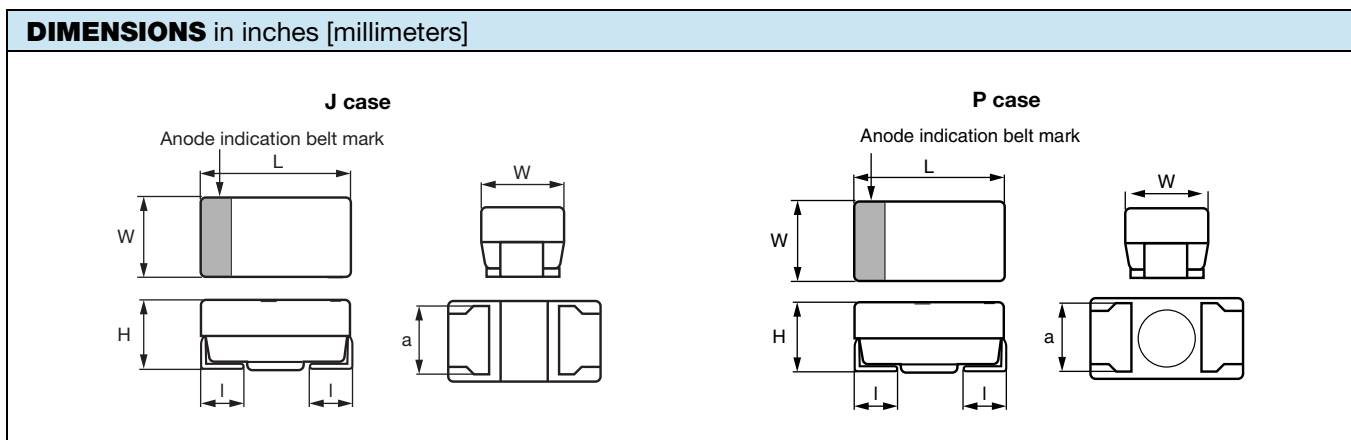 DIMENSIONS in inches [millimeters]
J case
Anode indication belt mark
L
W
W
H
a
l
l
P case
Anode indication belt mark
L
W
W
H
a
l
l